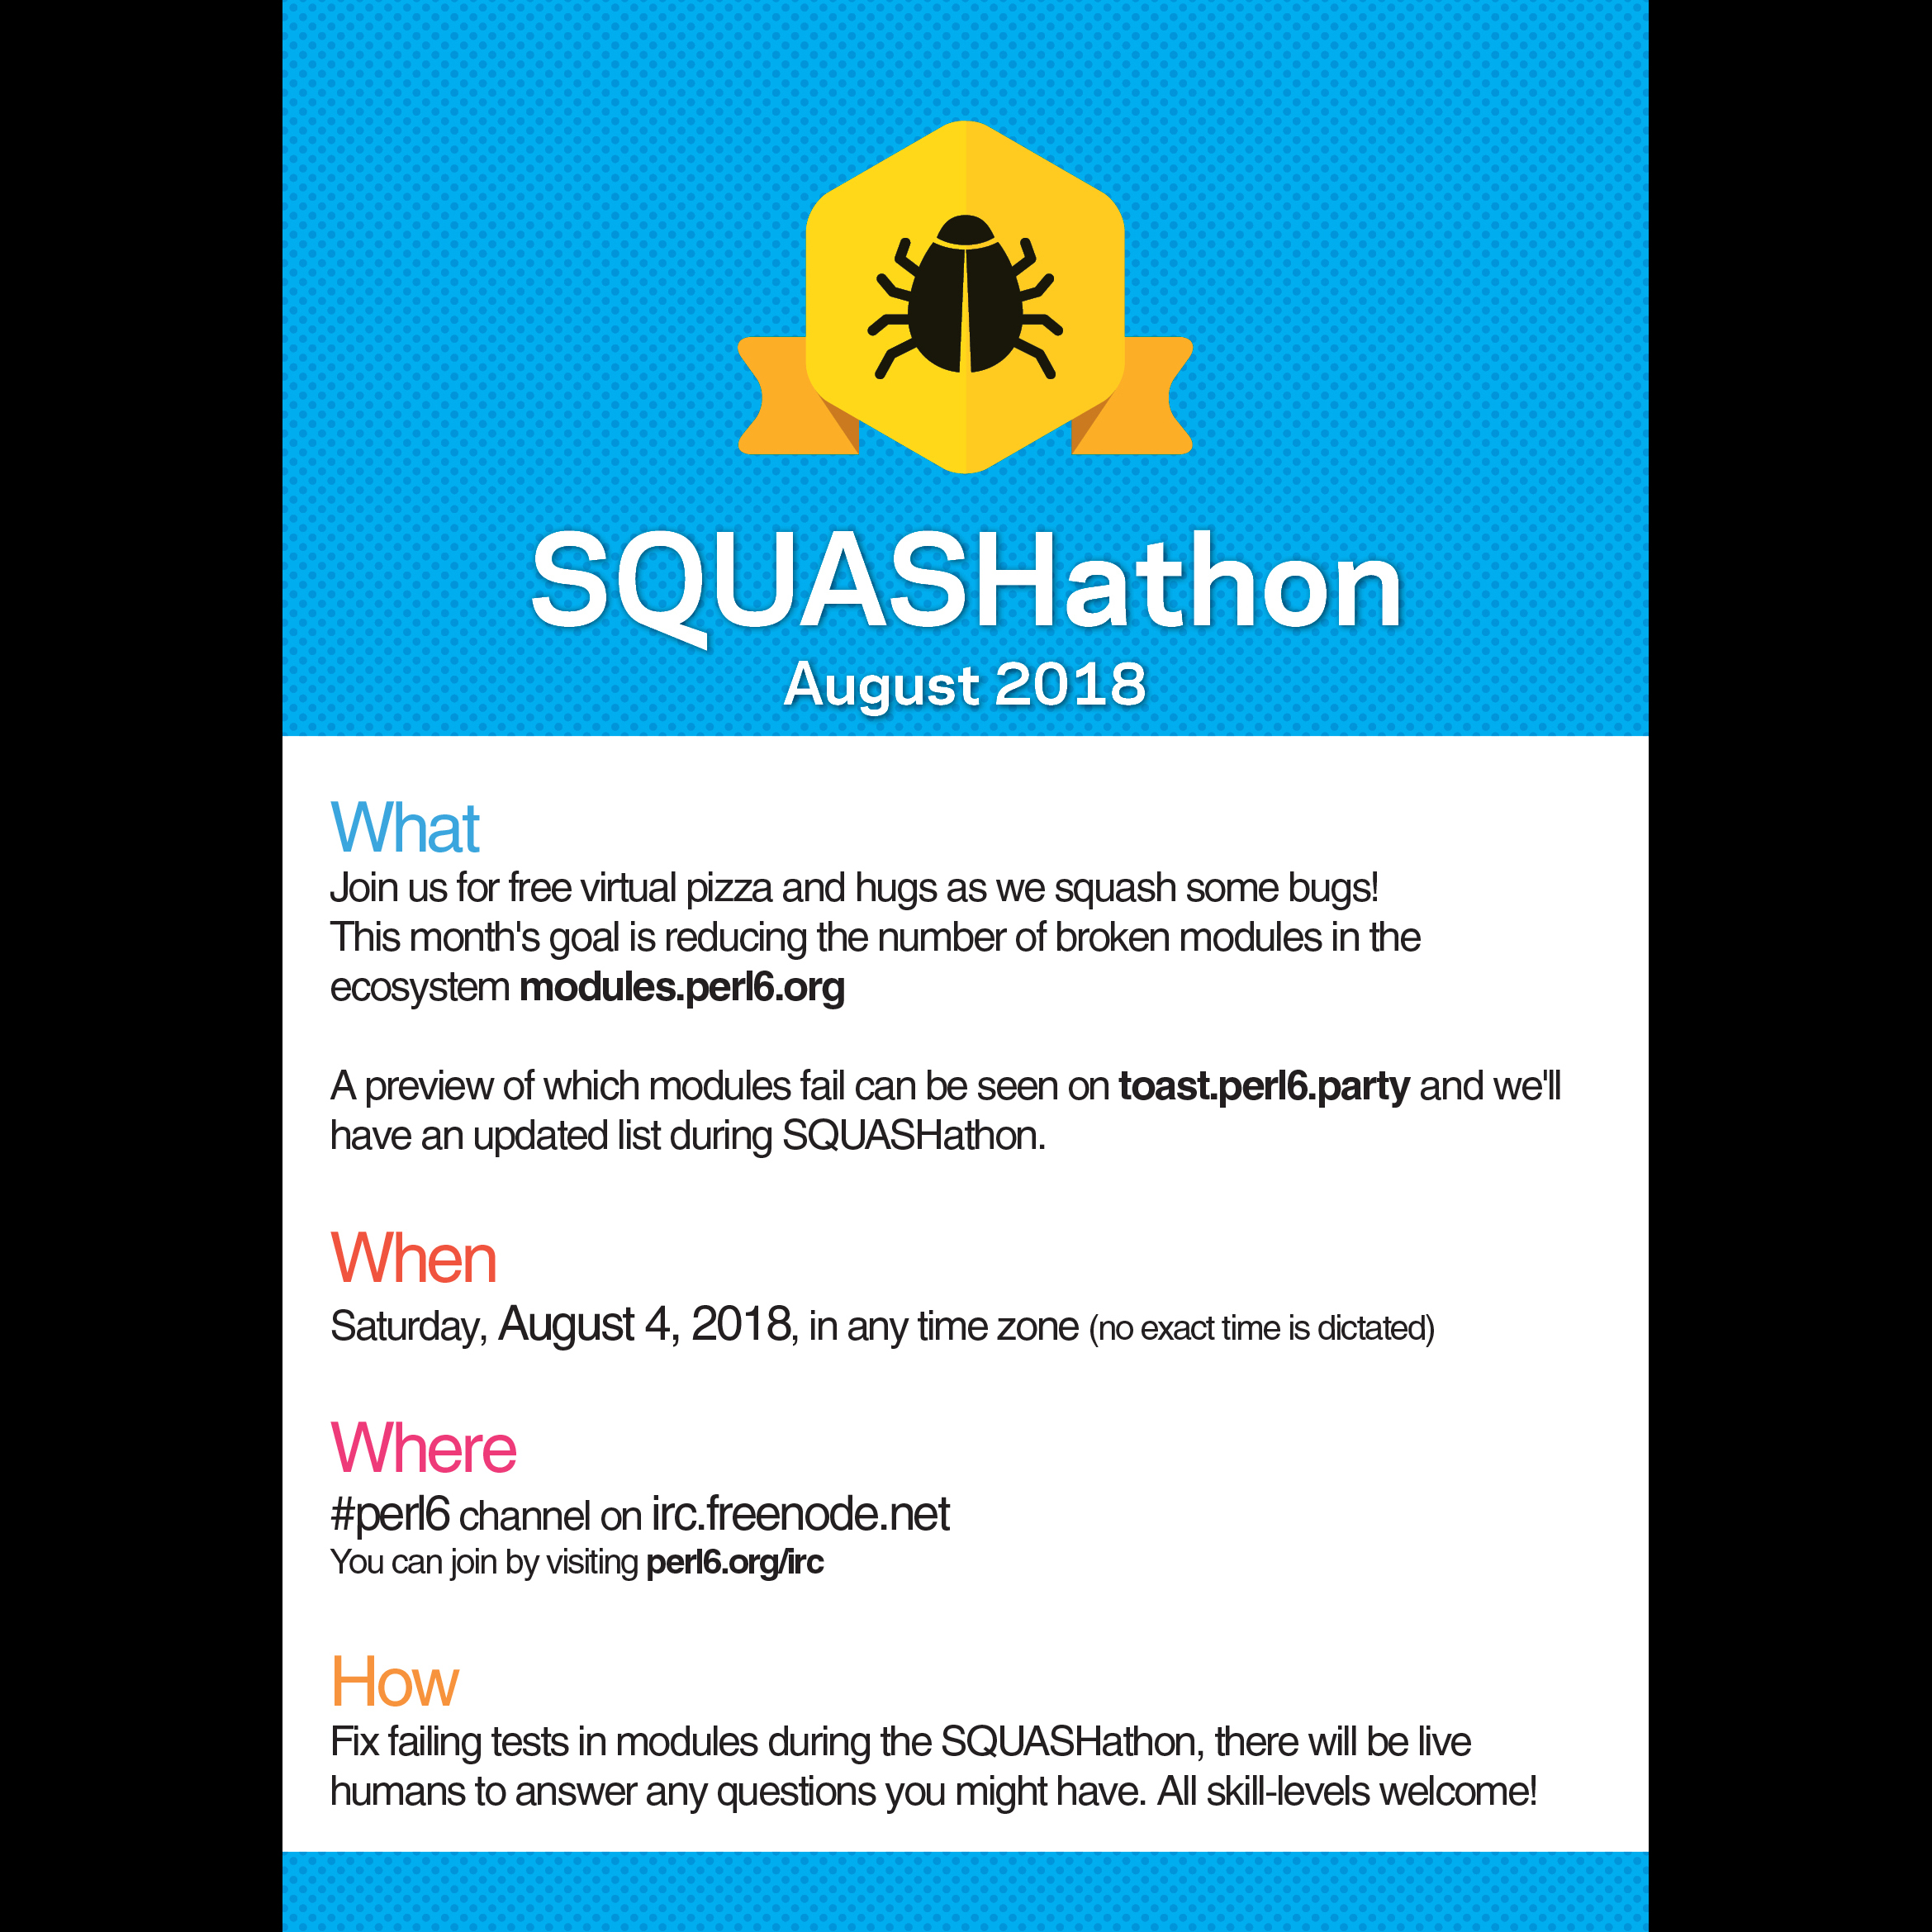 SQUASHathon
August 2018
What
Join us for free virtual pizza and hugs as we squash some bugs!
This month's goal is reducing the number of broken modules in the
ecosystem modules.perl6.org
A preview of which modules fail can be seen on toast.perl6.party and we'll
have an updated list during SQUASHathon.
When
Saturday, August 4, 2018, in any time zone (no exact time is dictated)
Where
#perl6 channel on irc.freenode.net
You can join by visiting perl6.org/irc
How
Fix failing tests in modules during the SQUASHathon, there will be live
humans to answer any questions you might have. All skill-levels welcome!